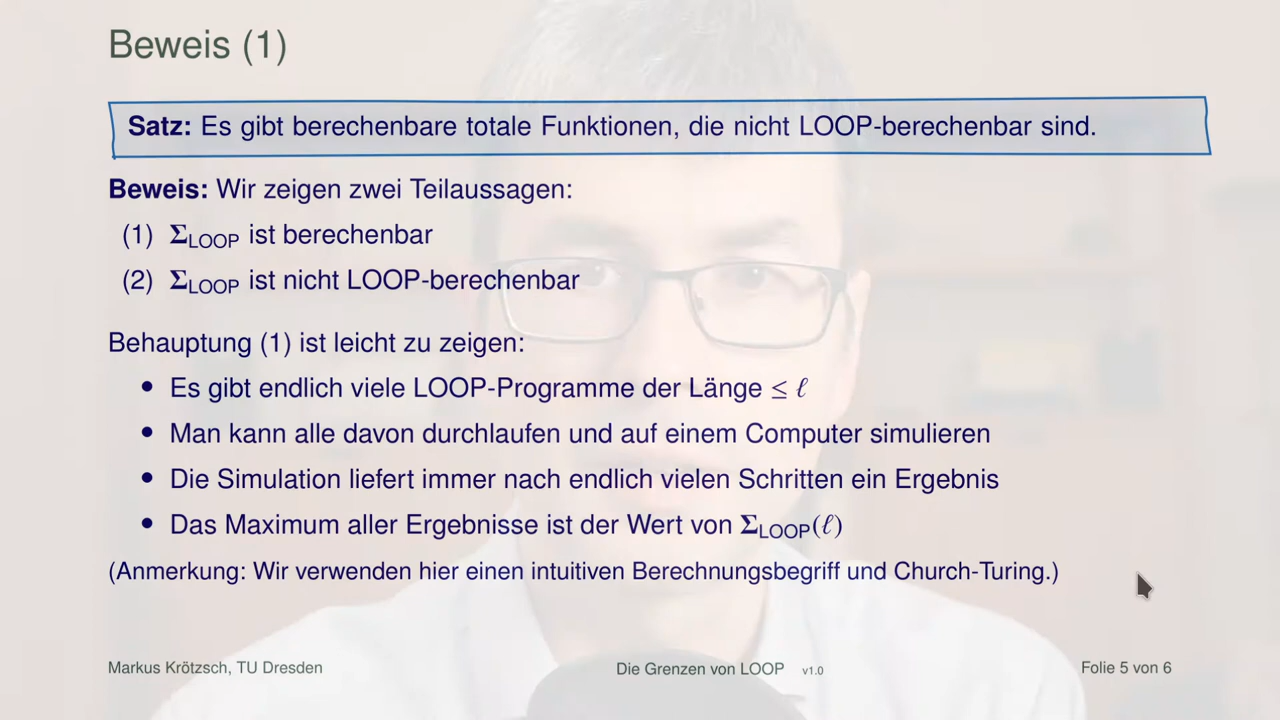 Beweis (1)
Satz: Es gibt berechenbare totale Funktionen, die nicht LOOP-berechenbar sind.
Beweis: Wir zeigen zwei Teilaussagen:
(1) Σ_LOOP ist berechenbar
(2) Σ_LOOP ist nicht LOOP-berechenbar
Behauptung (1) ist leicht zu zeigen:
• Es gibt endlich viele LOOP-Programme der Länge ≤ ℓ
• Man kann alle davon durchlaufen und auf einem Computer simulieren
• Die Simulation liefert immer nach endlich vielen Schritten ein Ergebnis
• Das Maximum aller Ergebnisse ist der Wert von Σ_LOOP(ℓ)
(Anmerkung: Wir verwenden hier einen intuitiven Berechnungsbegriff und Church-Turing.)
Markus Krötzsch, TU Dresden Die Grenzen von LOOP v1.0 Folie 5 von 6